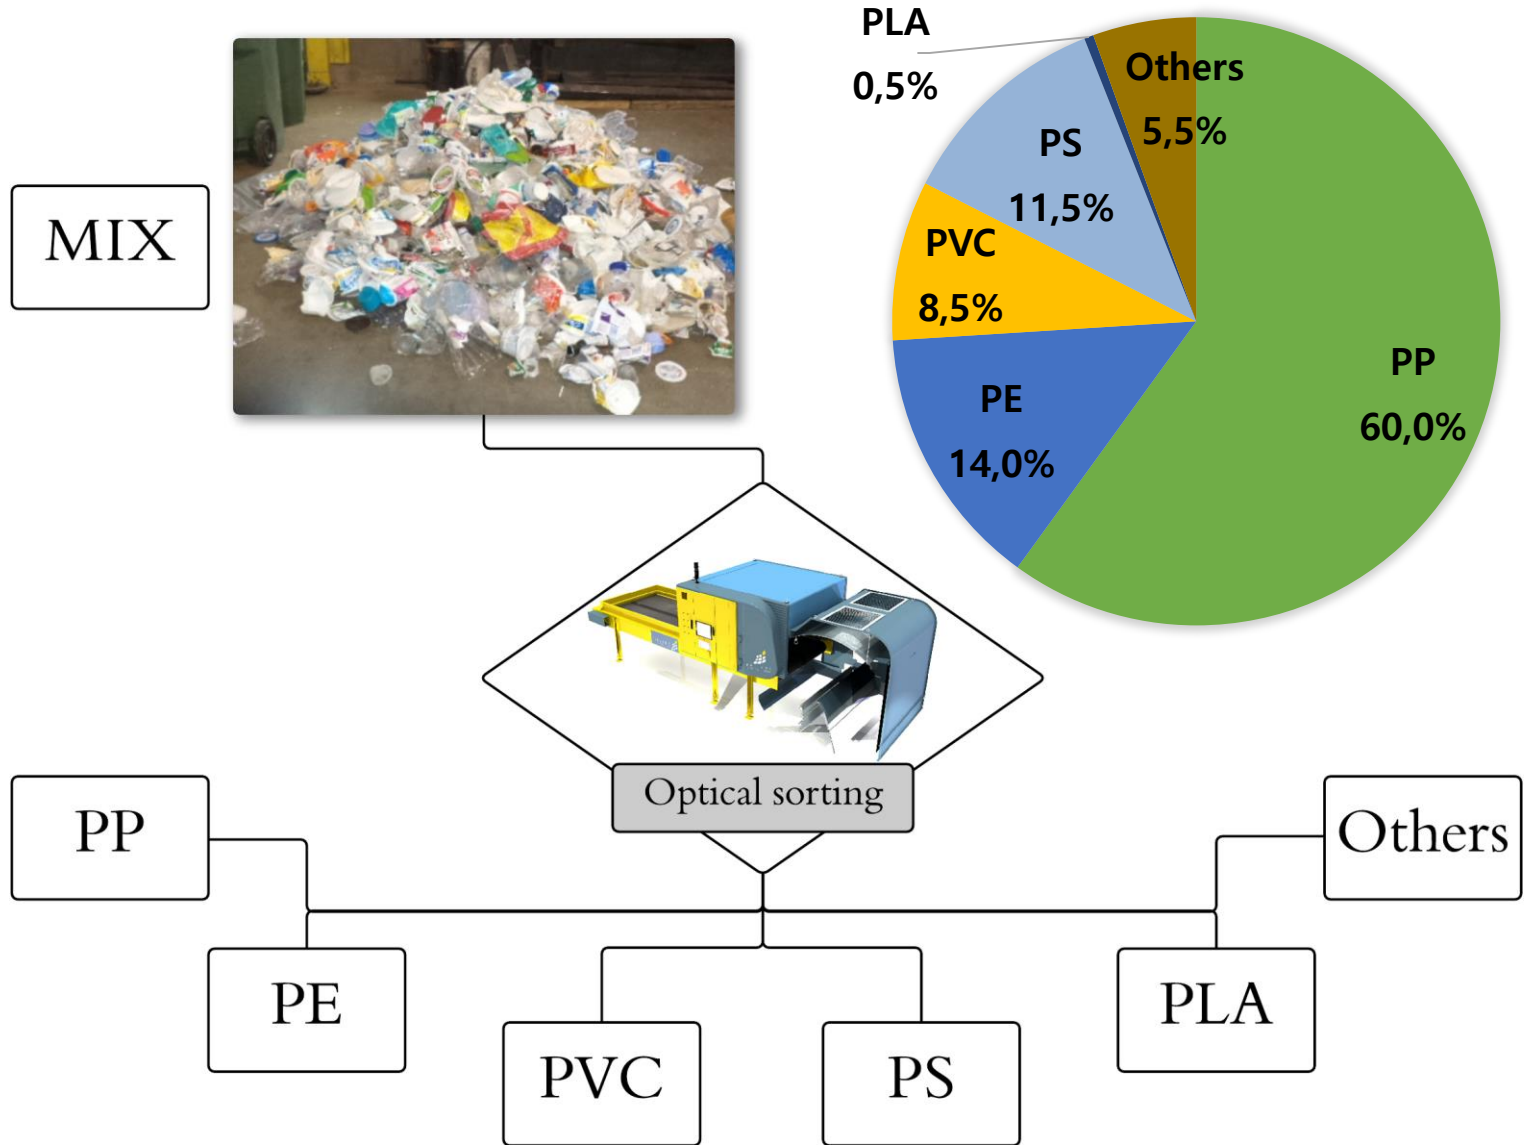 MIX
PLA
0,5%
Others
5,5%
PS
11,5%
PVC
8,5%
PE
14,0%
PP
60,0%
Optical sorting
PP
Others
PE
PLA
PVC
PS